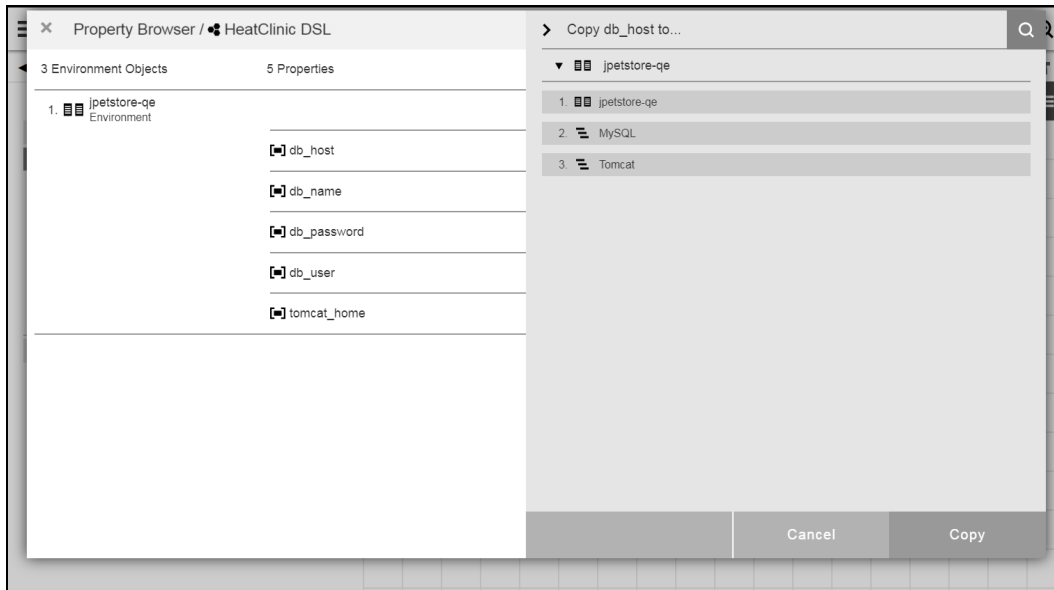 Property Browser / HeatClinic DSL
3 Environment Objects 5 Properties
1. jpetstore-qe
Environment
db_host
db_name
db_password
db_user
tomcat_home
Copy db_host to...
jpetstore-qe
1. jpetstore-qe
2. MySQL
3. Tomcat
Cancel Copy